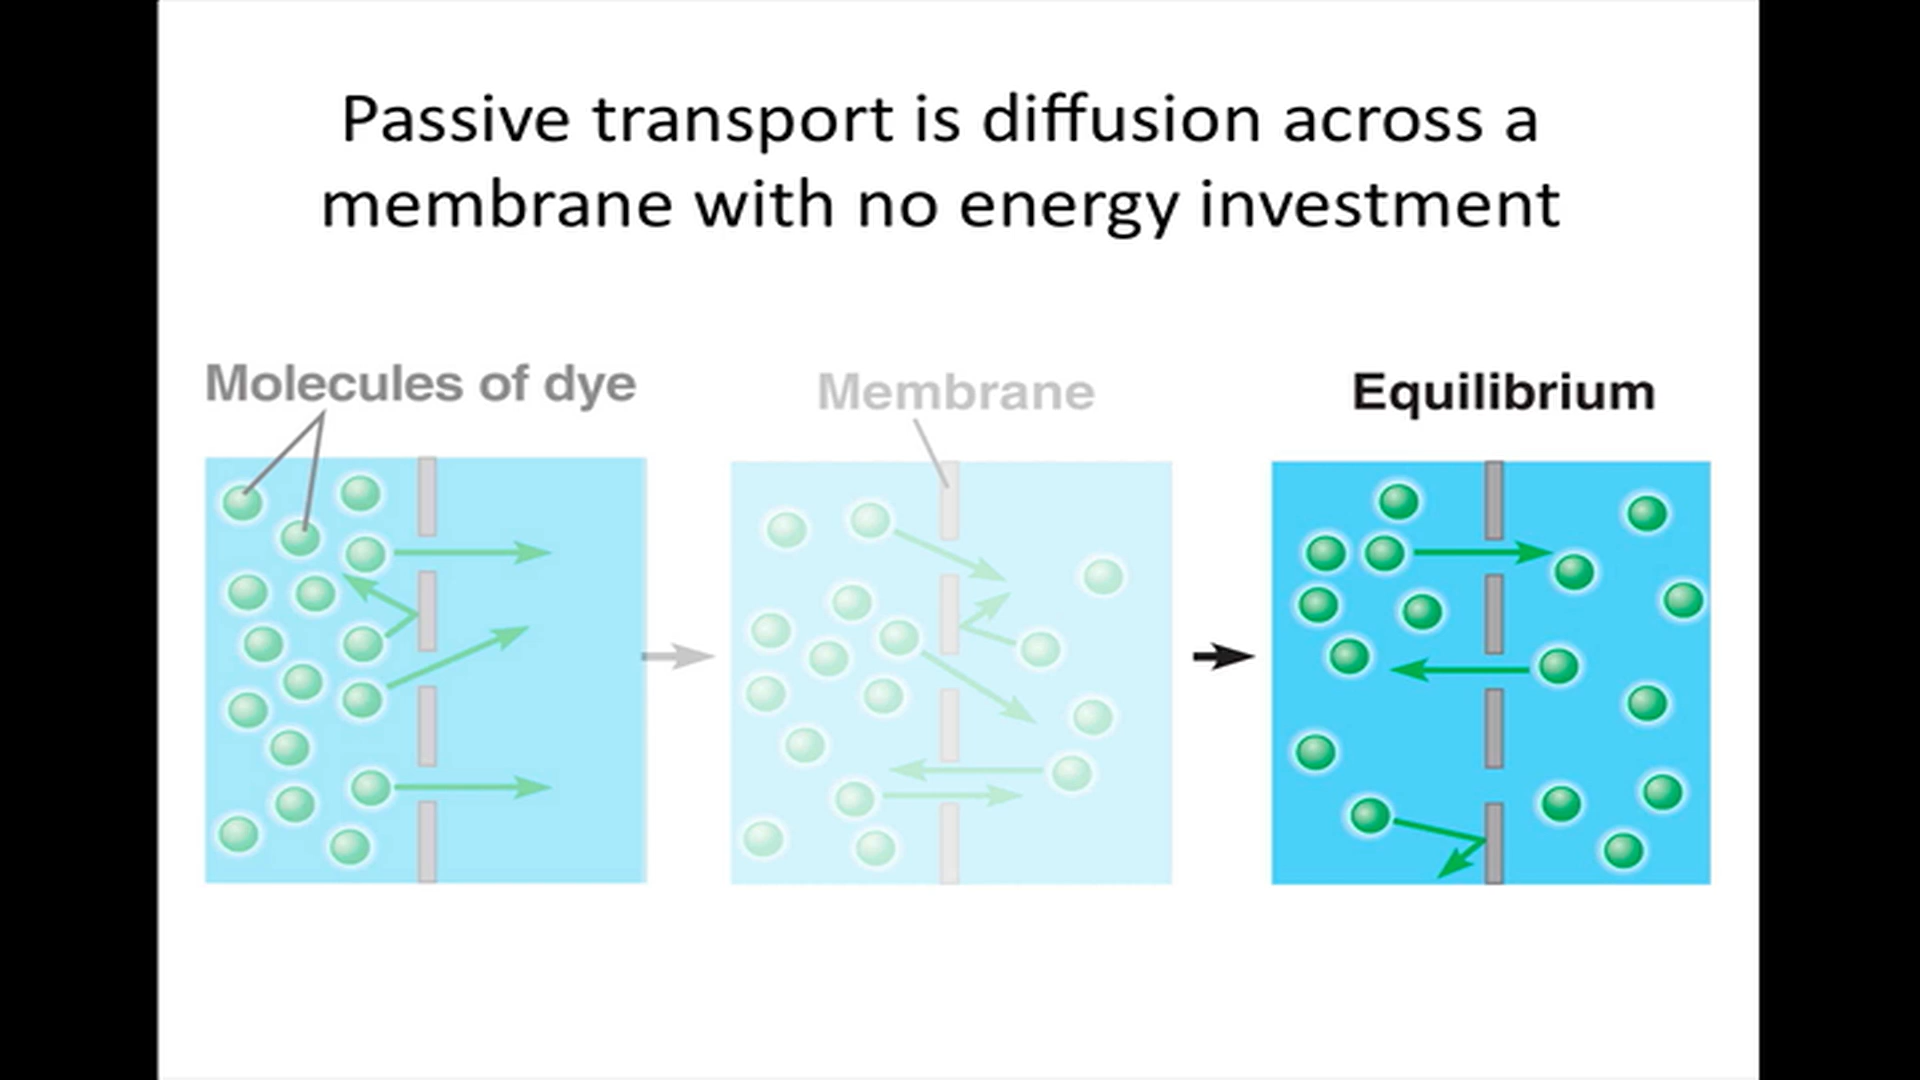 Passive transport is diffusion across a
membrane with no energy investment
Molecules of dye
Membrane
Equilibrium